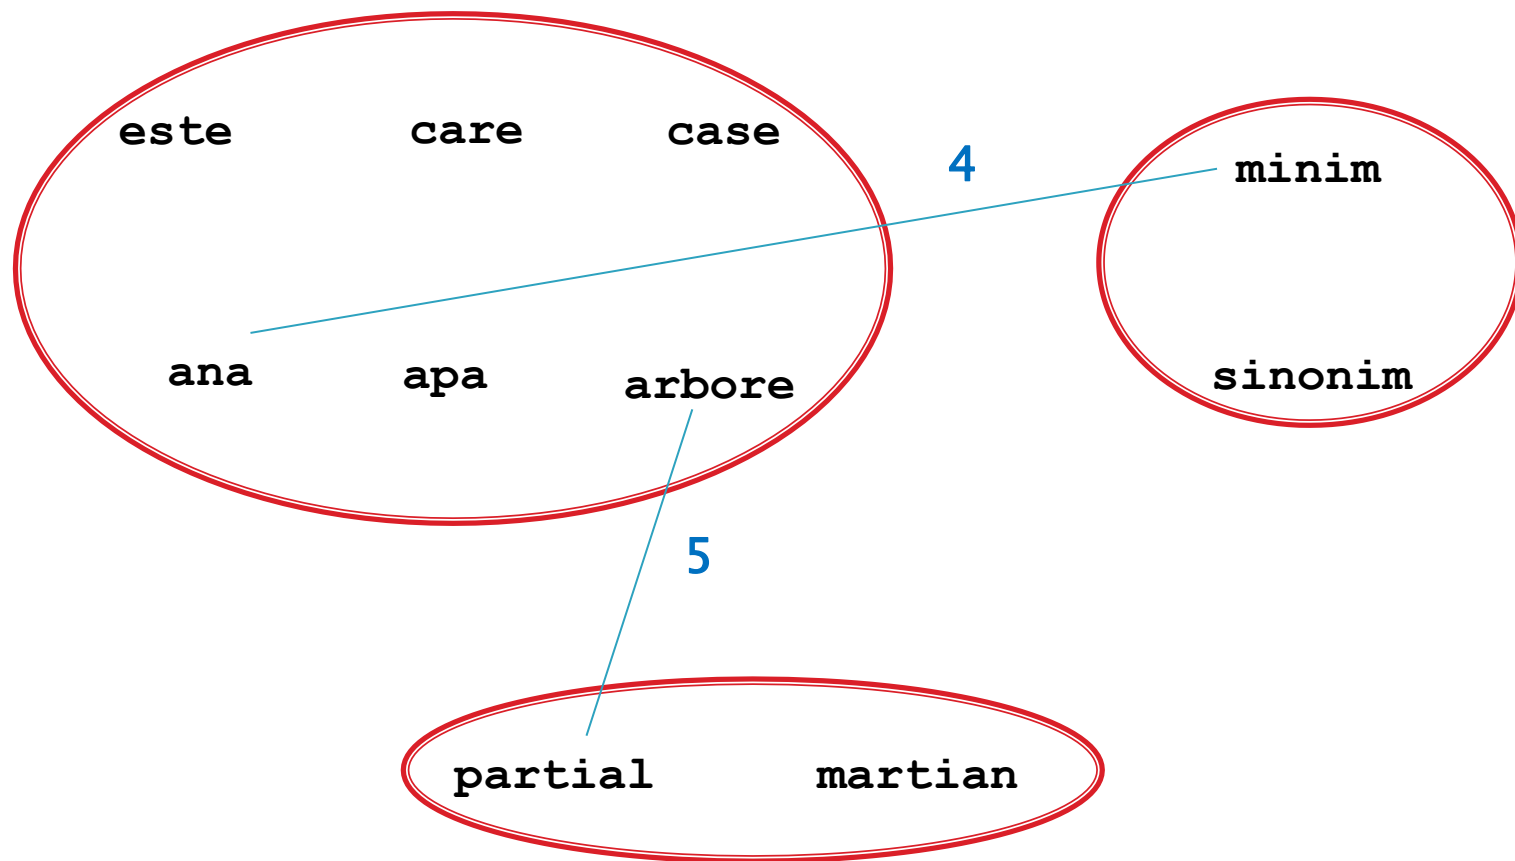 este care case
4
minim
ana apa arbore
sinonim
5
partial martian